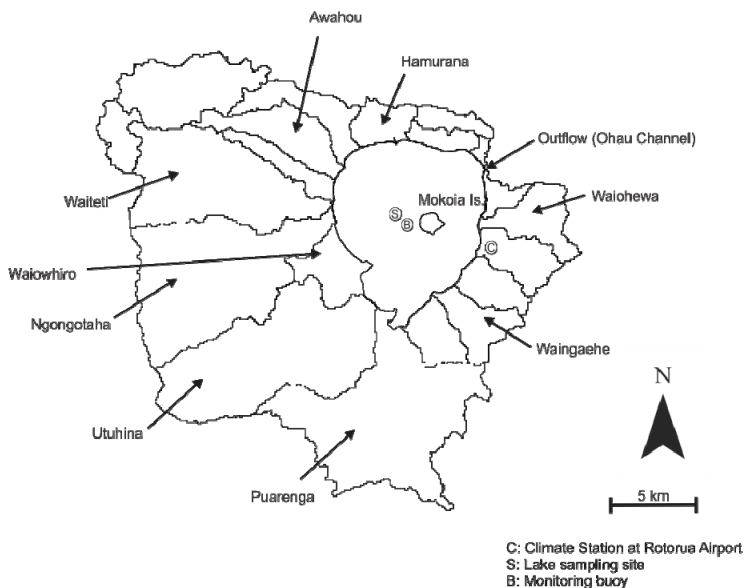 Awahou
Hamurana
Outflow (Ohau Channel)
Waiteti
Mokoia Is.
Waiohewa
S
B
C
Waiowhiro
Ngongotaha
Waingaehe
N
Utuhina
Puarenga
5 km
C: Climate Station at Rotorua Airport
S: Lake sampling site
B: Monitoring buoy